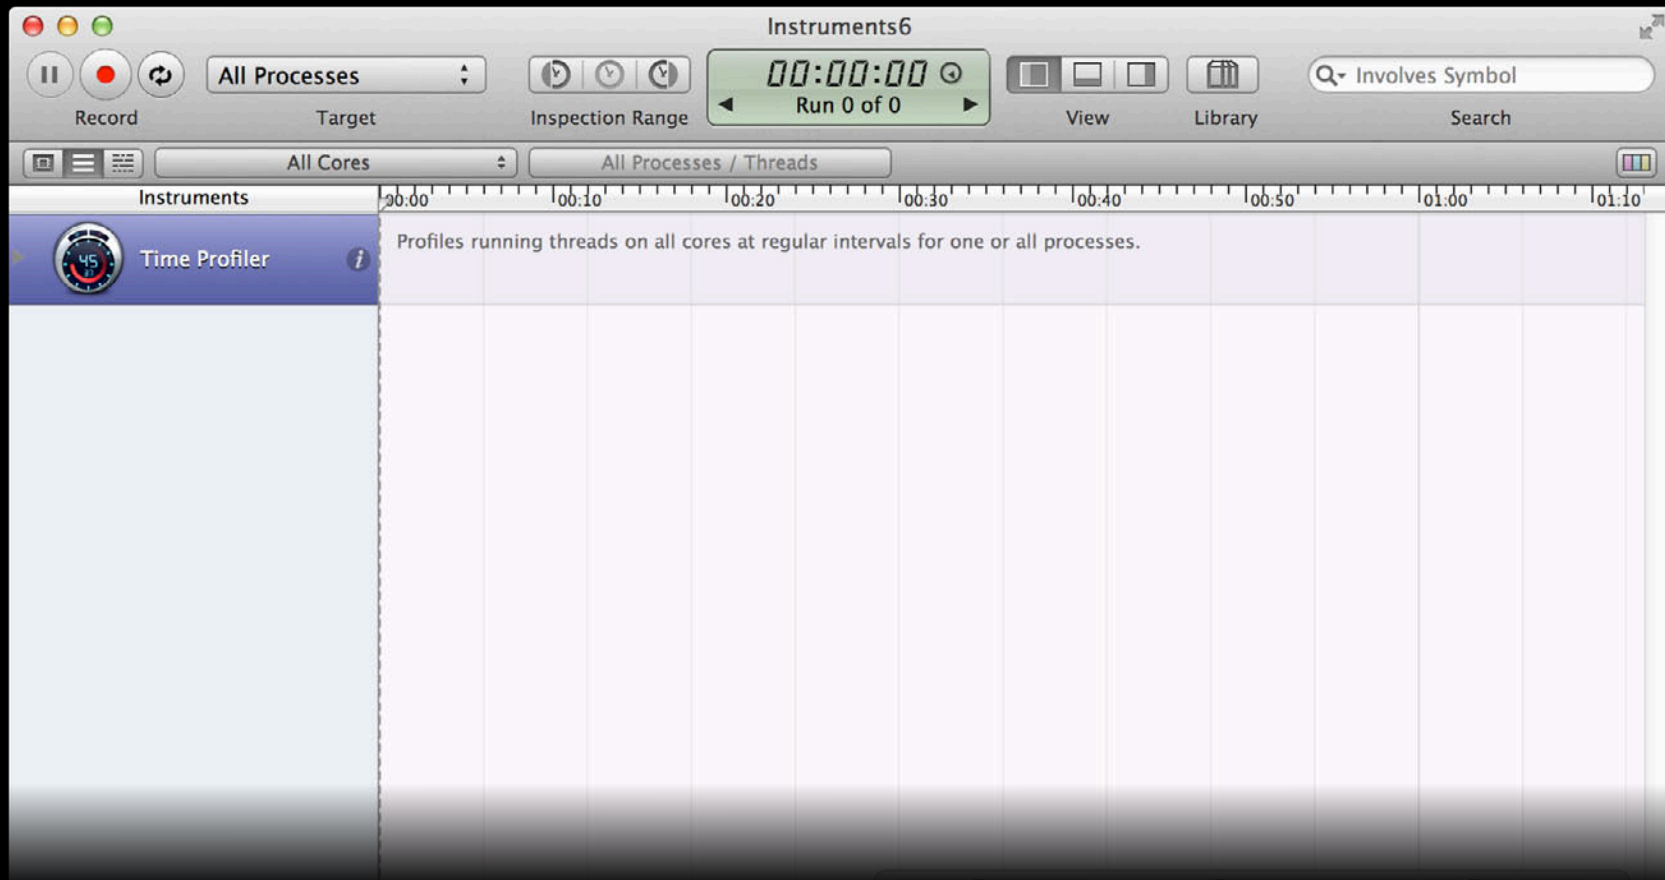 Instruments6
All Processes
00:00:00
Run 0 of 0
Involves Symbol
Record
Target
Inspection Range
View
Library
Search
All Cores
All Processes / Threads
Instruments
00:00 00:10 00:20 00:30 00:40 00:50 01:00 01:10
45
Time Profiler
i
Profiles running threads on all cores at regular intervals for one or all processes.